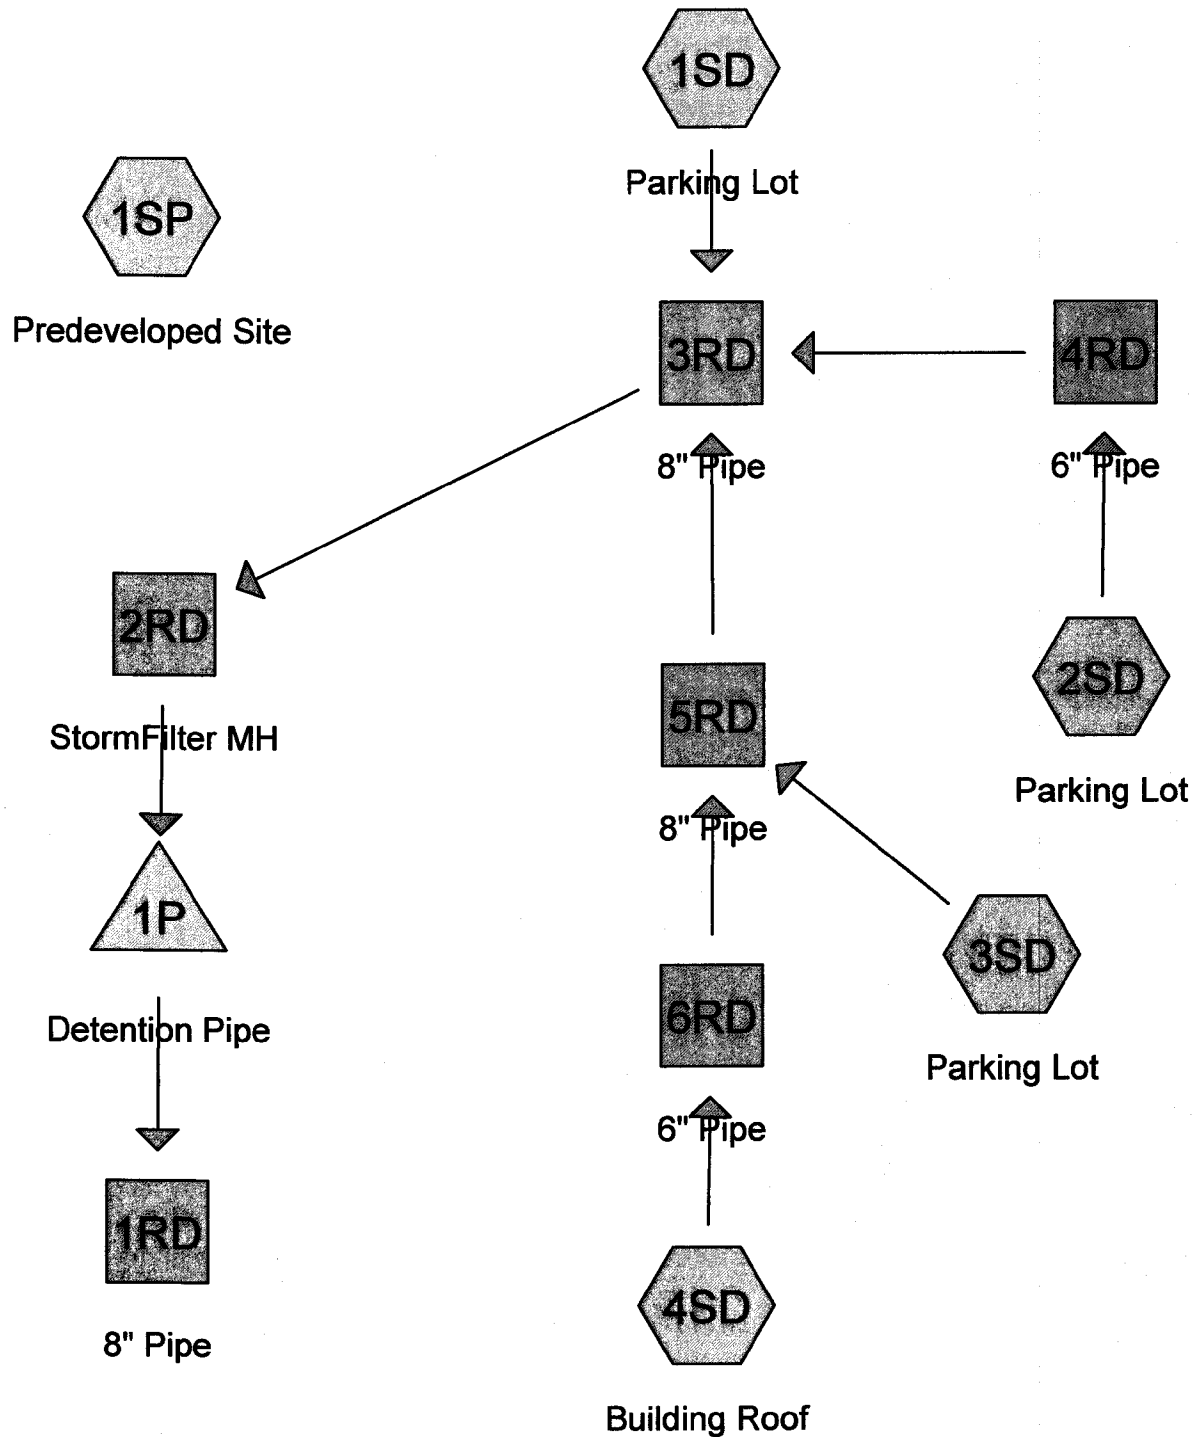 1SD
Parking Lot
1SP
Predeveloped Site
3RD
8" Pipe
4RD
6" Pipe
2RD
StormFilter MH
5RD
8" Pipe
2SD
Parking Lot
1P
Detention Pipe
3SD
Parking Lot
6RD
6" Pipe
1RD
8" Pipe
4SD
Building Roof